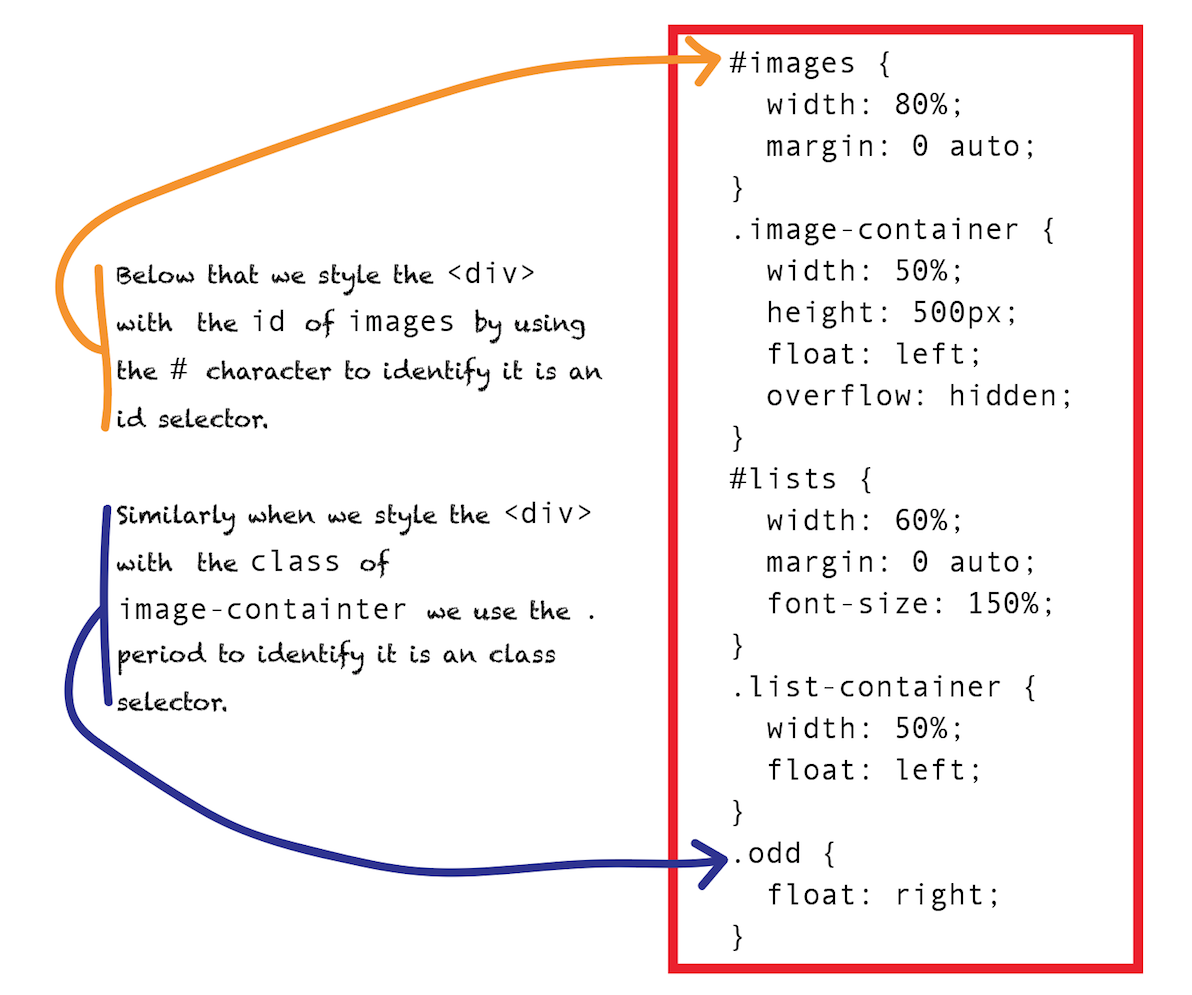 Below that we style the <div>
with the id of images by using
the # character to identify it is an
id selector.
Similarly when we style the <div>
with the class of
image-containter we use the .
period to identify it is an class
selector.
#images {
  width: 80%;
  margin: 0 auto;
}
.image-container {
  width: 50%;
  height: 500px;
  float: left;
  overflow: hidden;
}
#lists {
  width: 60%;
  margin: 0 auto;
  font-size: 150%;
}
.list-container {
  width: 50%;
  float: left;
}
.odd {
  float: right;
}